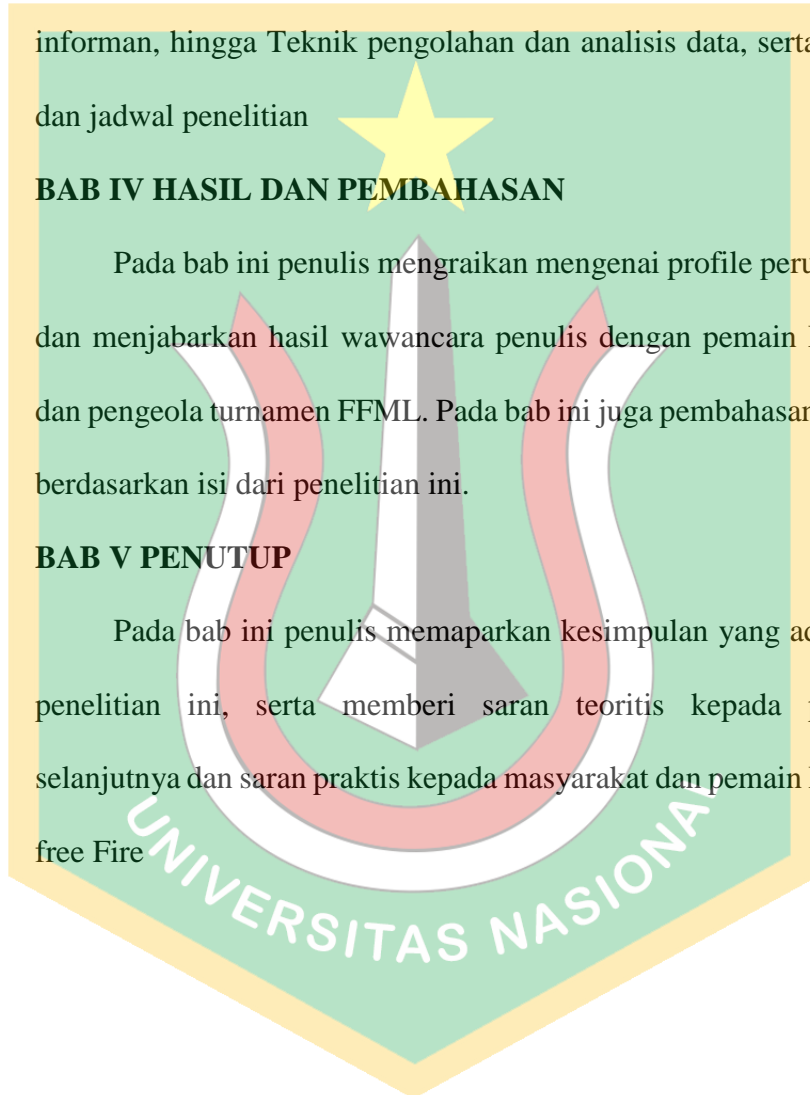 informan, hingga Teknik pengolahan dan analisis data, serta
dan jadwal penelitian
BAB IV HASIL DAN PEMBAHASAN
Pada bab ini penulis mengraikan mengenai profile peru
dan menjabarkan hasil wawancara penulis dengan pemain
dan pengeola turnamen FFML. Pada bab ini juga pembahasan
berdasarkan isi dari penelitian ini.
BAB V PENUTUP
Pada bab ini penulis memaparkan kesimpulan yang ad
penelitian ini, serta memberi saran teoritis kepada p
selanjutnya dan saran praktis kepada masyarakat dan pemain
free Fire
UNIVERSITAS NASIONAL